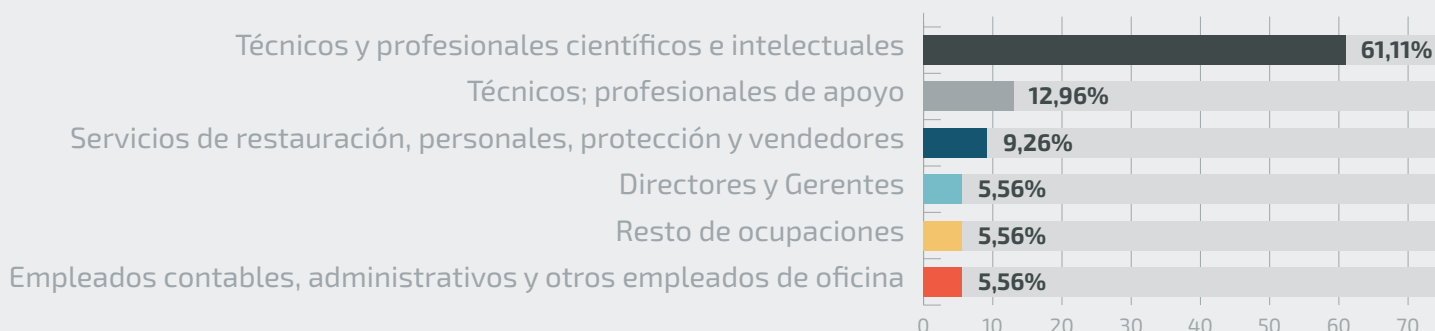 Técnicos y profesionales científicos e intelectuales 61,11%
Técnicos; profesionales de apoyo 12,96%
Servicios de restauración, personales, protección y vendedores 9,26%
Directores y Gerentes 5,56%
Resto de ocupaciones 5,56%
Empleados contables, administrativos y otros empleados de oficina 5,56%
0 10 20 30 40 50 60 70